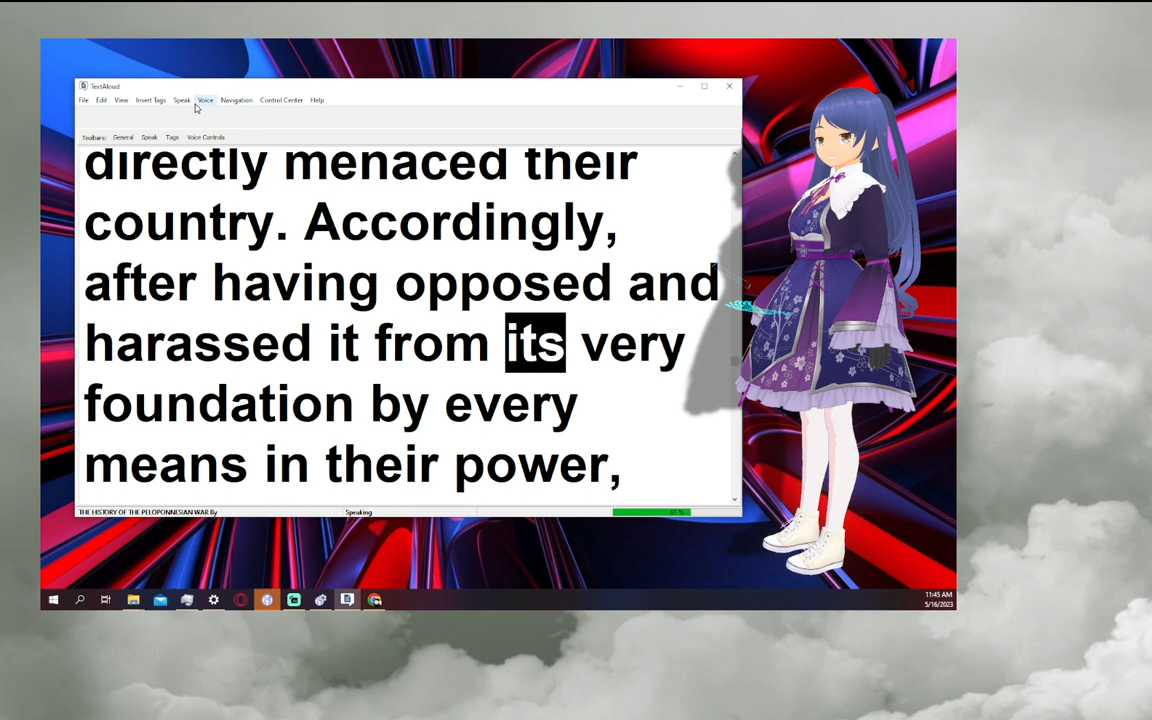 TextAloud
File Edit View Insert Tags Speak Voice Navigation Control Center Help
Toolbars: General Speak Tags Voice Controls
directly menaced their
country. Accordingly,
after having opposed and
harassed it from its very
foundation by every
means in their power,
THE HISTORY OF THE PELOPONNESIAN WAR By Speaking 67 %
11:45 AM
5/16/2023